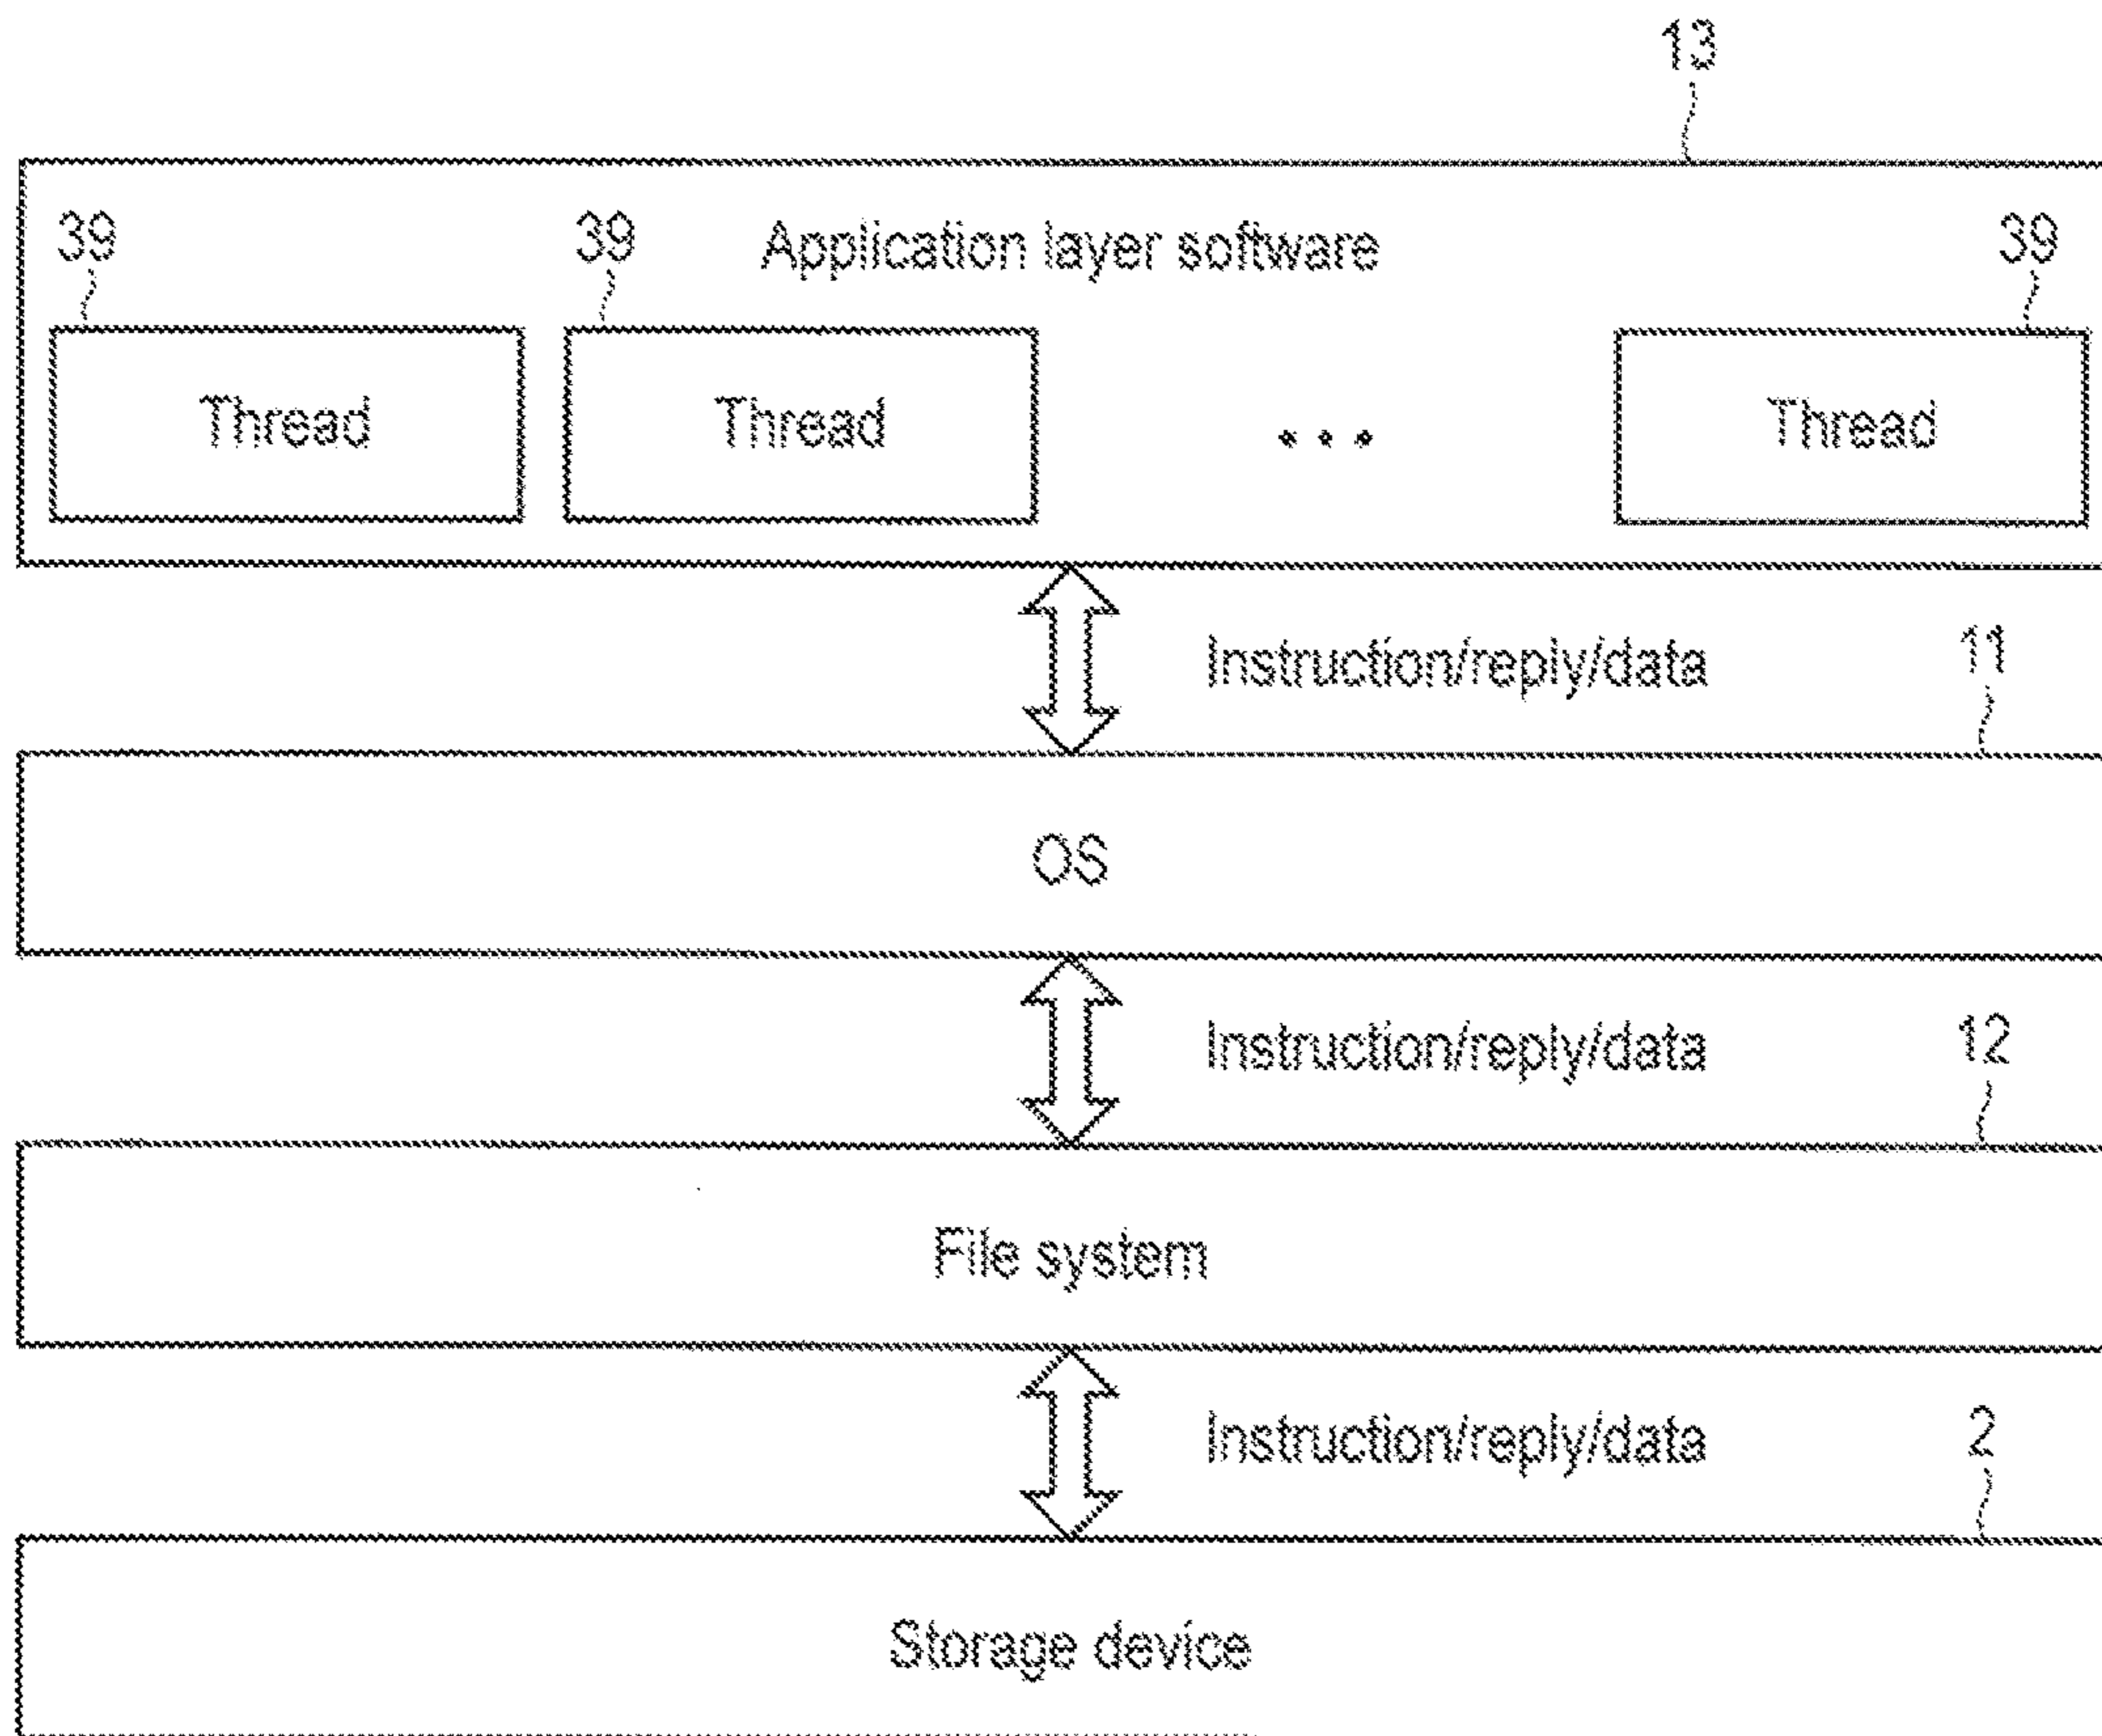 13
39 39 Application layer software 39
Thread Thread ... Thread
Instruction/reply/data 11
OS
Instruction/reply/data 12
File system
Instruction/reply/data 2
Storage device